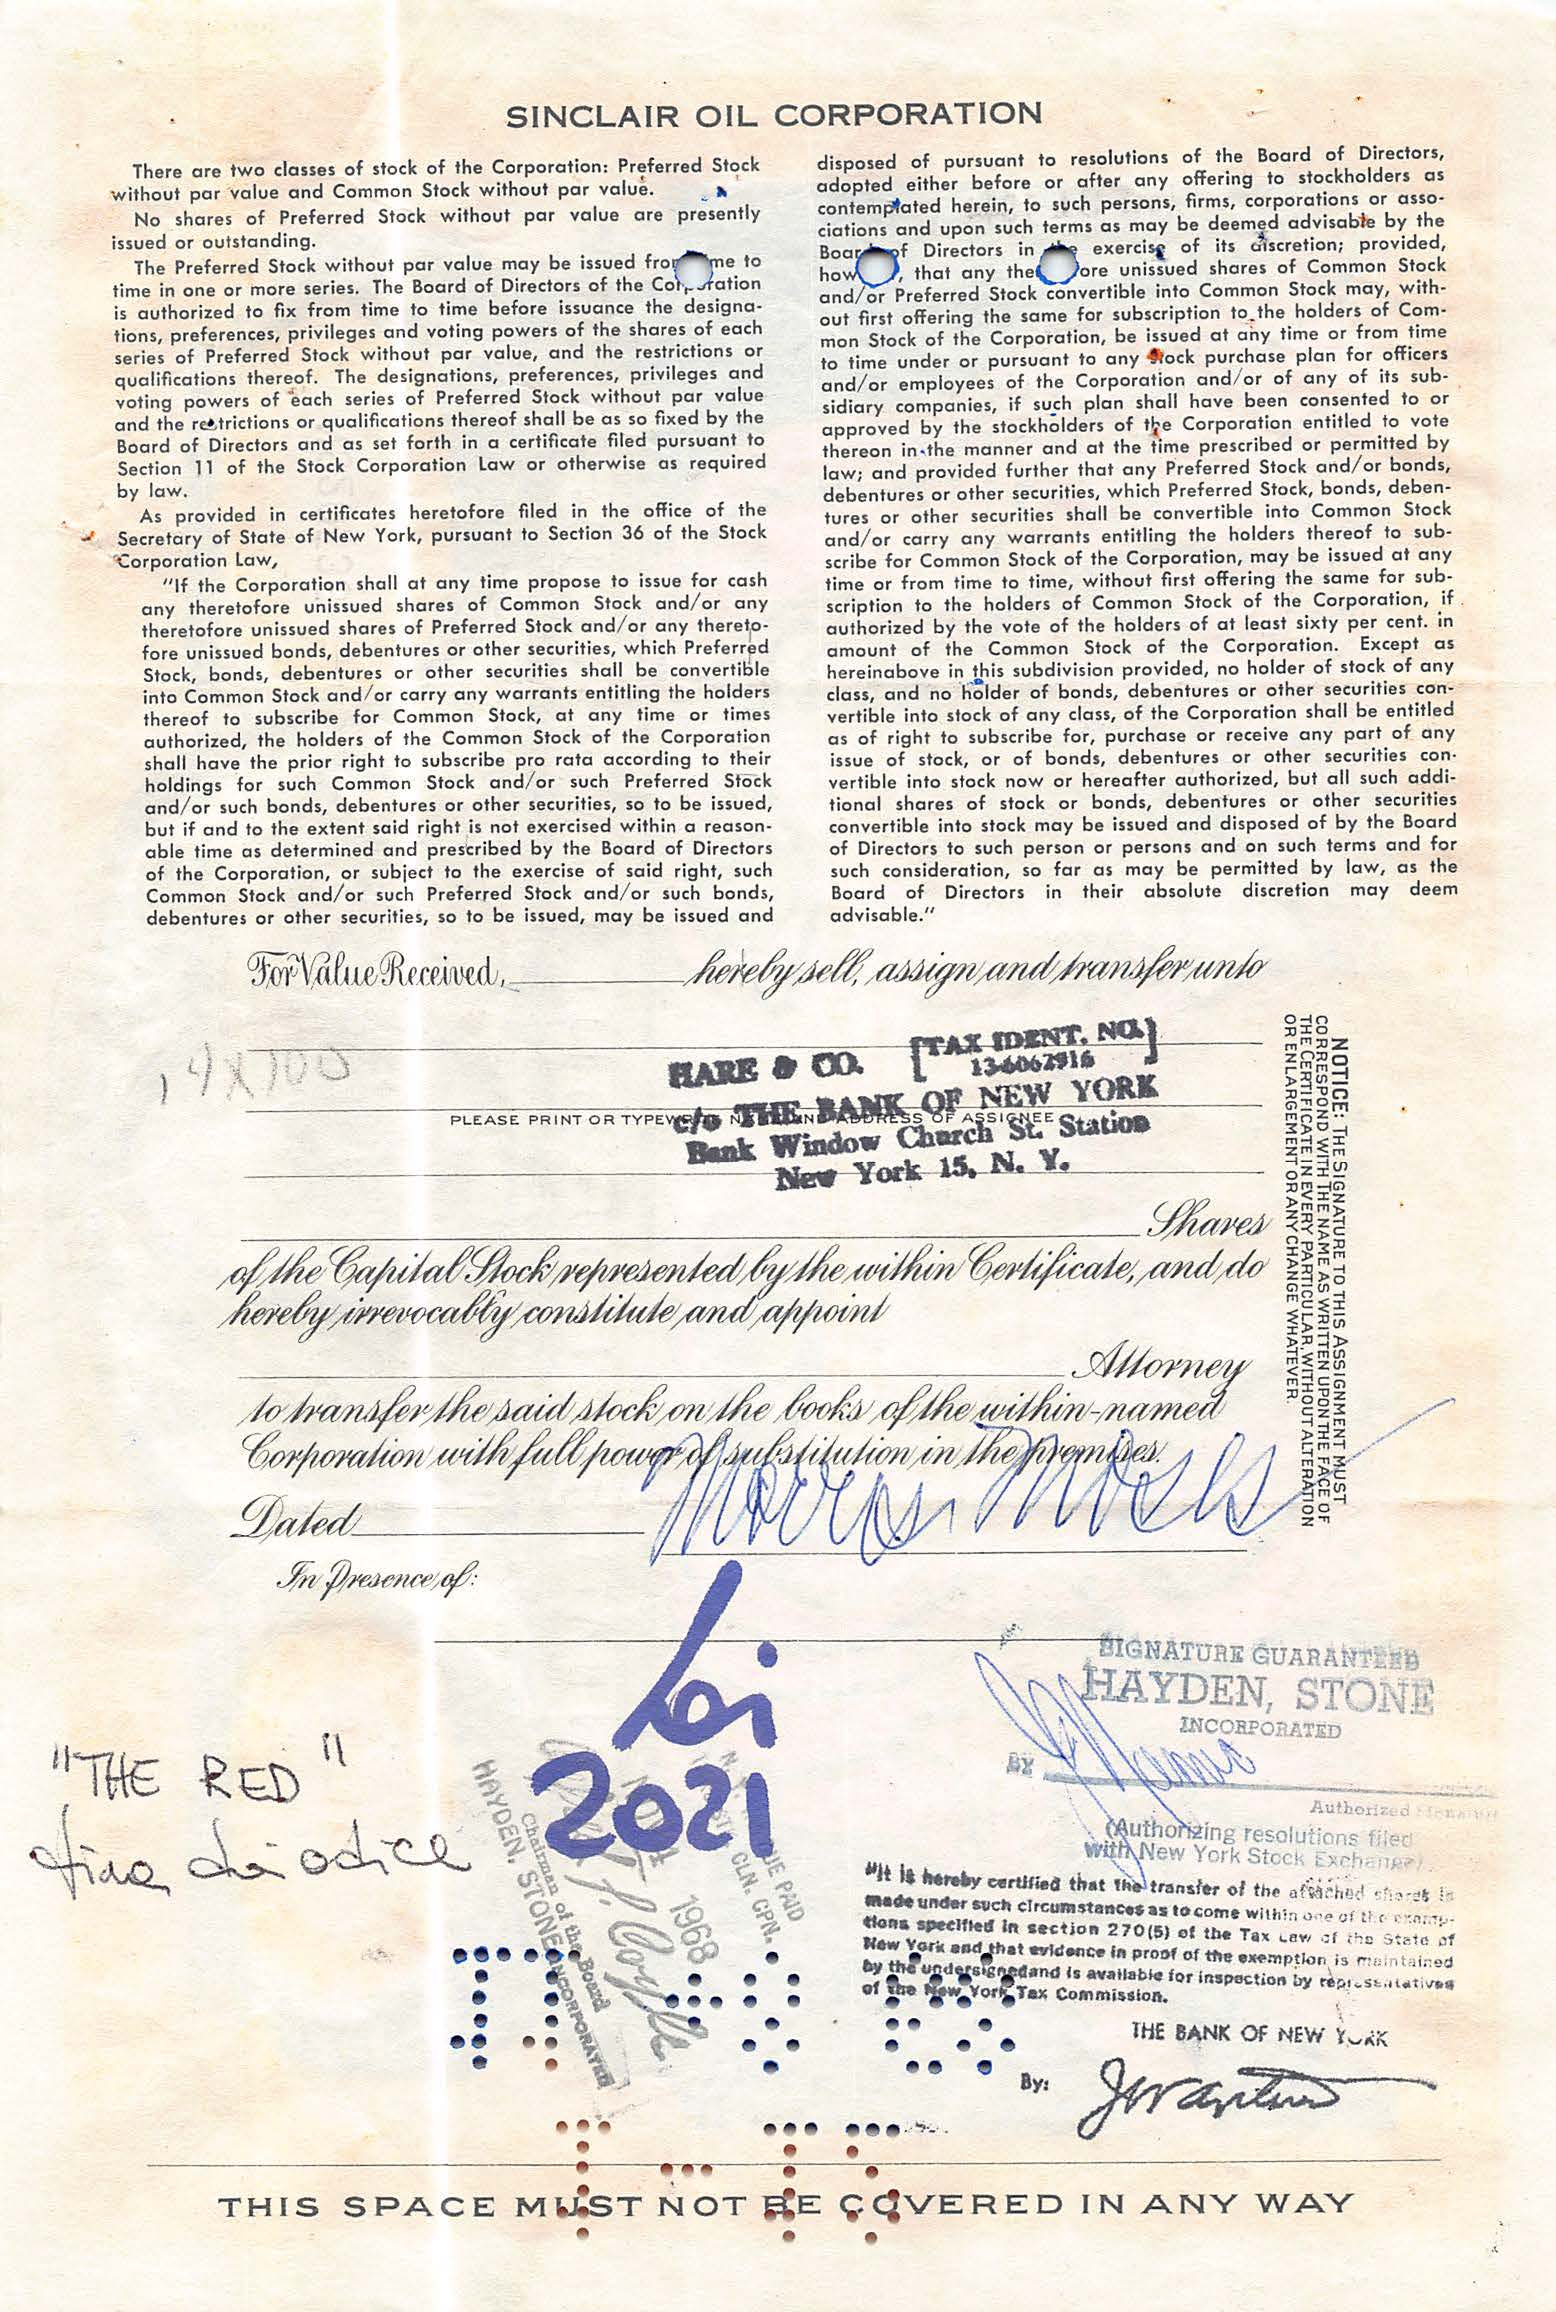 SINCLAIR OIL CORPORATION
There are two classes of stock of the Corporation: Preferred Stock
without par value and Common Stock without par value.
No shares of Preferred Stock without par value are presently
issued or outstanding.
The Preferred Stock without par value may be issued from me to
time in one or more series. The Board of Directors of the Corporation
is authorized to fix from time to time before issuance the designa-
tions, preferences, privileges and voting powers of the shares of each
series of Preferred Stock without par value, and the restrictions or
qualifications thereof. The designations, preferences, privileges and
voting powers of each series of Preferred Stock without par value
and the restrictions or qualifications thereof shall be as so fixed by the
Board of Directors and as set forth in a certificate filed pursuant to
Section 11 of the Stock Corporation Law or otherwise as required
by law.
As provided in certificates heretofore filed in the office of the
Secretary of State of New York, pursuant to Section 36 of the Stock
Corporation Law,
"If the Corporation shall at any time propose to issue for cash
any theretofore unissued shares of Common Stock and/or any
theretofore unissued shares of Preferred Stock and/or any thereto-
fore unissued bonds, debentures or other securities, which Preferred
Stock, bonds, debentures or other securities shall be convertible
into Common Stock and/or carry any warrants entitling the holders
thereof to subscribe for Common Stock, at any time or times
authorized, the holders of the Common Stock of the Corporation
shall have the prior right to subscribe pro rata according to their
holdings for such Common Stock and/or such Preferred Stock
and/or such bonds, debentures or other securities, so to be issued,
but if and to the extent said right is not exercised within a reason-
able time as determined and prescribed by the Board of Directors
of the Corporation, or subject to the exercise of said right, such
Common Stock and/or such Preferred Stock and/or such bonds,
debentures or other securities, so to be issued, may be issued and
disposed of pursuant to resolutions of the Board of Directors,
adopted either before or after any offering to stockholders as
contemplated herein, to such persons, firms, corporations or asso-
ciations and upon such terms as may be deemed advisable by the
Board of Directors in the exercise of its discretion; provided,
how , that any the ore unissued shares of Common Stock
and/or Preferred Stock convertible into Common Stock may, with-
out first offering the same for subscription to the holders of Com-
mon Stock of the Corporation, be issued at any time or from time
to time under or pursuant to any stock purchase plan for officers
and/or employees of the Corporation and/or of any of its sub-
sidiary companies, if such plan shall have been consented to or
approved by the stockholders of the Corporation entitled to vote
thereon in the manner and at the time prescribed or permitted by
law; and provided further that any Preferred Stock and/or bonds,
debentures or other securities, which Preferred Stock, bonds, deben-
tures or other securities shall be convertible into Common Stock
and/or carry any warrants entitling the holders thereof to sub-
scribe for Common Stock of the Corporation, may be issued at any
time or from time to time, without first offering the same for sub-
scription to the holders of Common Stock of the Corporation, if
authorized by the vote of the holders of at least sixty per cent. in
amount of the Common Stock of the Corporation. Except as
hereinabove in this subdivision provided, no holder of stock of any
class, and no holder of bonds, debentures or other securities con-
vertible into stock of any class, of the Corporation shall be entitled
as of right to subscribe for, purchase or receive any part of any
issue of stock, or of bonds, debentures or other securities con-
vertible into stock now or hereafter authorized, but all such addi-
tional shares of stock or bonds, debentures or other securities
convertible into stock may be issued and disposed of by the Board
of Directors to such person or persons and on such terms and for
such consideration, so far as may be permitted by law, as the
Board of Directors in their absolute discretion may deem
advisable."
For Value Received, hereby sell, assign and transfer unto
HARE & CO. [TAX IDENT. NO. 13-6062916]
c/o THE BANK OF NEW YORK
PLEASE PRINT OR TYPEWRITE NAME AND ADDRESS OF ASSIGNEE
Bank Window Church St. Station
New York 15, N. Y.
Shares
of the Capital Stock represented by the within Certificate, and do
hereby irrevocably constitute and appoint
Attorney
to transfer the said stock on the books of the within-named
Corporation with full power of substitution in the premises.
Dated
In Presence of:
NOTICE: THE SIGNATURE TO THIS ASSIGNMENT MUST
CORRESPOND WITH THE NAME AS WRITTEN UPON THE FACE OF
THE CERTIFICATE IN EVERY PARTICULAR, WITHOUT ALTERATION
OR ENLARGEMENT OR ANY CHANGE WHATEVER.
2021
"THE RED"
SIGNATURE GUARANTEED
HAYDEN, STONE
INCORPORATED
BY
Authorized
(Authorizing resolutions filed
with New York Stock Exchange)
Chairman of the Board
HAYDEN, STONE INCORPORATED
1968
"It is hereby certified that the transfer of the attached shares is
made under such circumstances as to come within one of the exemp-
tions specified in section 270(5) of the Tax Law of the State of
New York and that evidence in proof of the exemption is maintained
by the undersigned and is available for inspection by representatives
of the New York Tax Commission.
THE BANK OF NEW YORK
By:
THIS SPACE MUST NOT BE COVERED IN ANY WAY